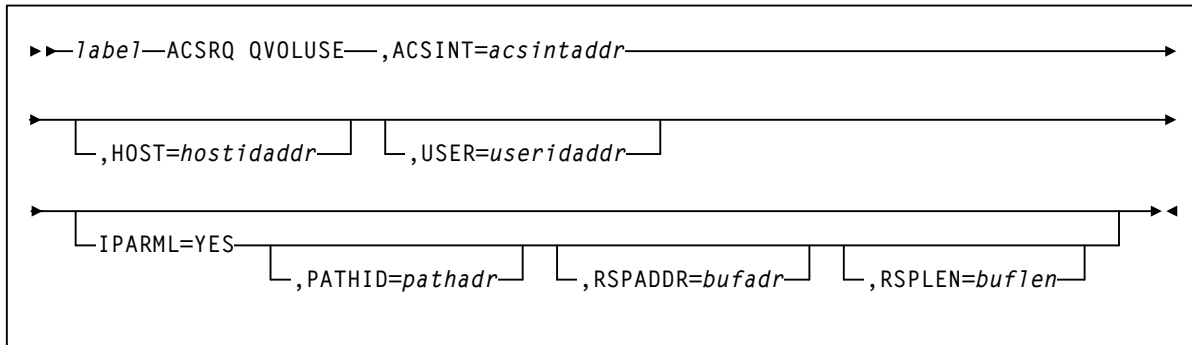 label ACSRQ QVOLUSE ,ACSINT=acsintaddr
,HOST=hostidaddr ,USER=useridaddr
IPARML=YES
,PATHID=pathadr ,RSPADDR=bufadr ,RSPLEN=buflen